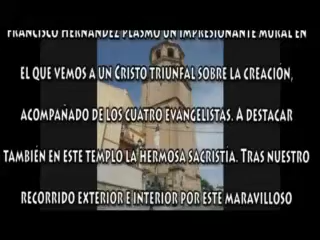 FRANCISCO HERNÁNDEZ PLASMÓ UN IMPRESIONANTE MURAL EN
EL QUE VEMOS A UN CRISTO TRIUNFAL SOBRE LA CREACIÓN,
ACOMPAÑADO DE LOS CUATRO EVANGELISTAS. A DESTACAR
TAMBIÉN EN ESTE TEMPLO LA HERMOSA SACRISTÍA. TRAS NUESTRO
RECORRIDO EXTERIOR E INTERIOR POR ESTE MARAVILLOSO